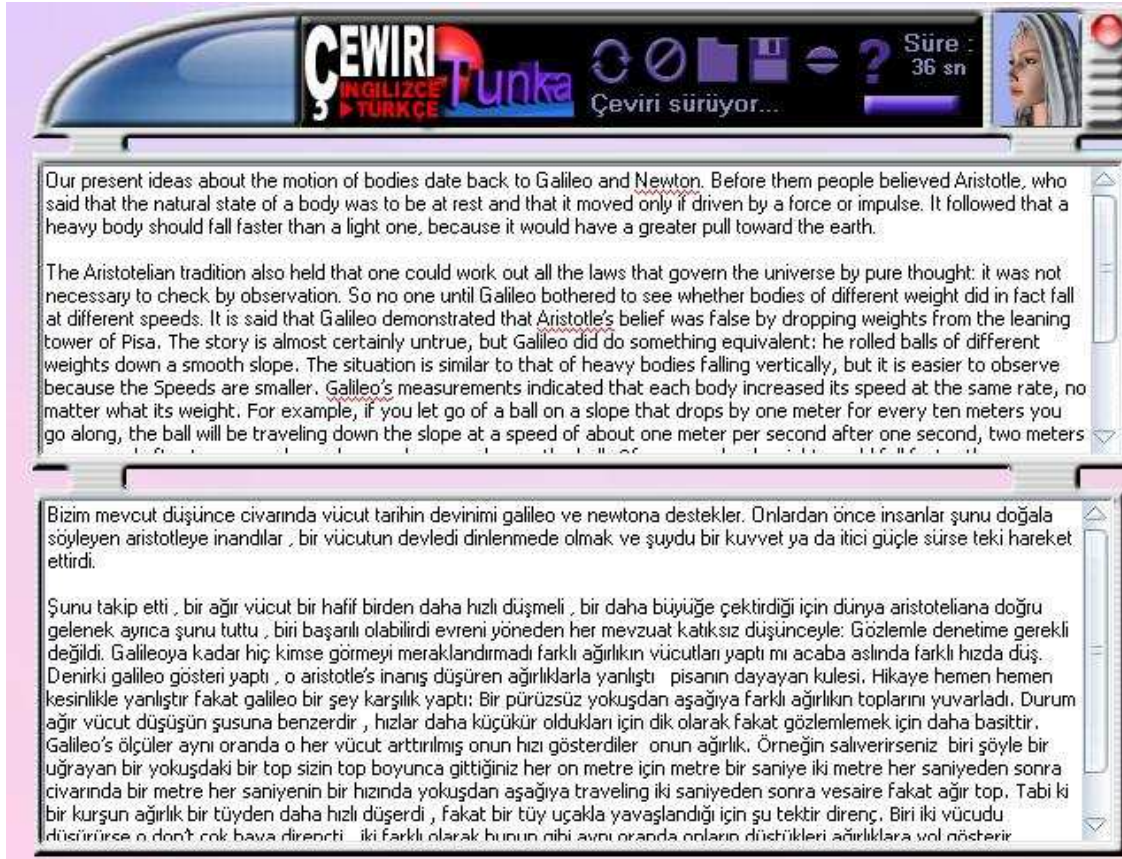 ÇEWIRI
INGILIZCE
TÜRKÇE
Tunka
Çeviri sürüyor...
?
Süre :
36 sn
Our present ideas about the motion of bodies date back to Galileo and Newton. Before them people believed Aristotle, who
said that the natural state of a body was to be at rest and that it moved only if driven by a force or impulse. It followed that a
heavy body should fall faster than a light one, because it would have a greater pull toward the earth.
The Aristotelian tradition also held that one could work out all the laws that govern the universe by pure thought: it was not
necessary to check by observation. So no one until Galileo bothered to see whether bodies of different weight did in fact fall
at different speeds. It is said that Galileo demonstrated that Aristotle's belief was false by dropping weights from the leaning
tower of Pisa. The story is almost certainly untrue, but Galileo did do something equivalent: he rolled balls of different
weights down a smooth slope. The situation is similar to that of heavy bodies falling vertically, but it is easier to observe
because the Speeds are smaller. Galileo's measurements indicated that each body increased its speed at the same rate, no
matter what its weight. For example, if you let go of a ball on a slope that drops by one meter for every ten meters you
go along, the ball will be traveling down the slope at a speed of about one meter per second after one second, two meters
Bizim mevcut düşünce civarında vücut tarihin devinimi galileo ve newtona destekler. Onlardan önce insanlar şunu doğala
söyleyen aristotleye inandılar , bir vücutun devledi dinlenmede olmak ve şuydu bir kuvvet ya da itici güçle sürse teki hareket
ettirdi.
Şunu takip etti , bir ağır vücut bir hafif birden daha hızlı düşmeli , bir daha büyüğe çektirdiği için dünya aristoteliana doğru
gelenek ayrıca şunu tuttu , biri başarılı olabilirdi evreni yöneden her mevzuat katıksız düşünceyle: Gözlemle denetime gerekli
değildi. Galileoya kadar hiç kimse görmeyi meraklandırmadı farklı ağırlıkın vücutları yaptı mı acaba aslında farklı hızda düş.
Denirki galileo gösteri yaptı , o aristotle's inanış düşüren ağırlıklarla yanlıştı pisanın dayayan kulesi. Hikaye hemen hemen
kesinlikle yanlıştır fakat galileo bir şey karşılık yaptı: Bir pürüzsüz yokuşdan aşağıya farklı ağırlıkın toplarını yuvarladı. Durum
ağır vücut düşüşün şusuna benzerdir , hızlar daha küçükür oldukları için dik olarak fakat gözlemlemek için daha basittir.
Galileo's ölçüler aynı oranda o her vücut arttırılmış onun hızı gösterdiler onun ağırlık. Örneğin salıverirseniz biri şöyle bir
uğrayan bir yokuşdaki bir top sizin top boyunca gittiğiniz her on metre için metre bir saniye iki metre her saniyeden sonra
civarında bir metre her saniyenin bir hızında yokuşdan aşağıya traveling iki saniyeden sonra vesaire fakat ağır top. Tabi ki
bir kurşun ağırlık bir tüyden daha hızlı düşerdi , fakat bir tüy uçakla yavaşlandığı için şu tektir direnç. Biri iki vücudu
düşürürse o don't çok hava dirençti , iki farklı olarak bunun gibi aynı oranda onların düştükleri ağırlıklara yol gösterir